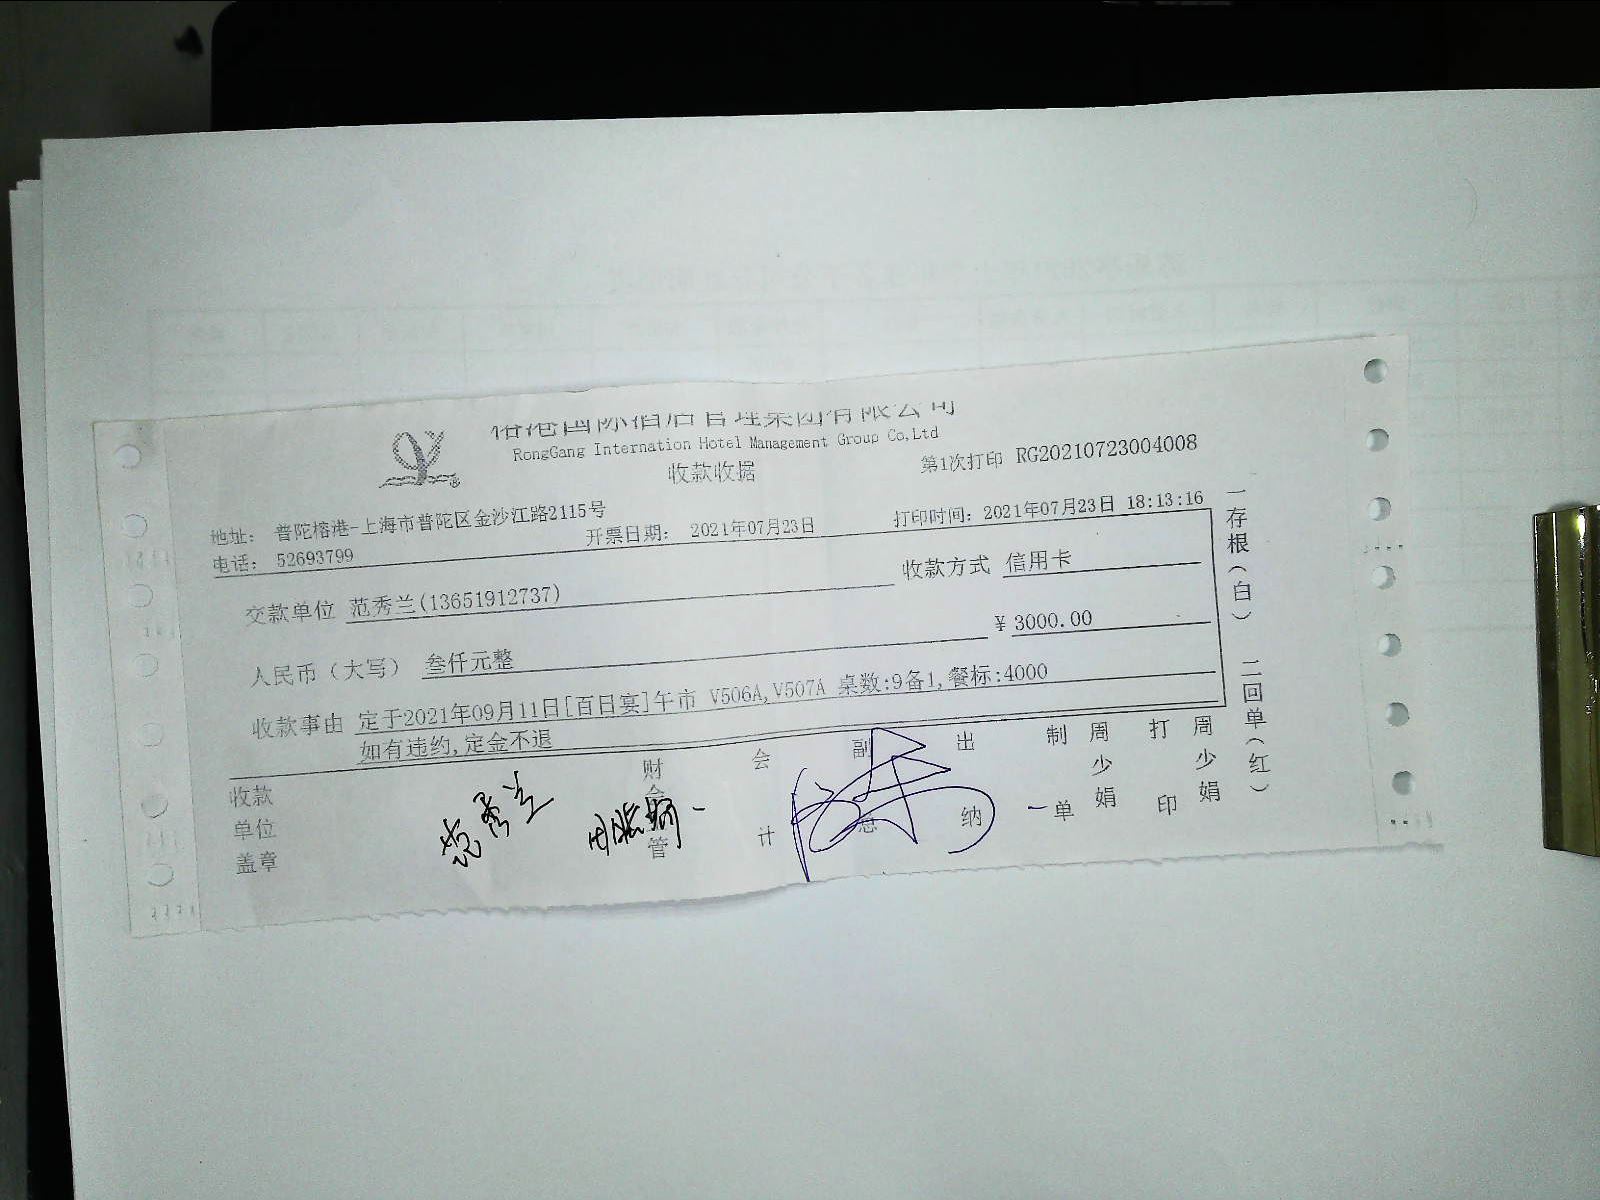 榕港国际酒店管理集团有限公司
RongGang Internation Hotel Management Group Co,Ltd
收款收据
第1次打印 RG20210723004008
地址： 普陀榕港-上海市普陀区金沙江路2115号
电话： 52693799
开票日期： 2021年07月23日
打印时间： 2021年07月23日 18:13:16
交款单位 范秀兰(13651912737)
收款方式 信用卡
人民币（大写） 叁仟元整
¥ 3000.00
收款事由 定于2021年09月11日[百日宴]午市 V506A,V507A 桌数:9备1,餐标:4000
如有违约,定金不退
收款单位盖章
范秀兰
财会主管
会计
副总
出纳
制单
周少娟
打印
周少娟
一存根（白） 二回单（红）